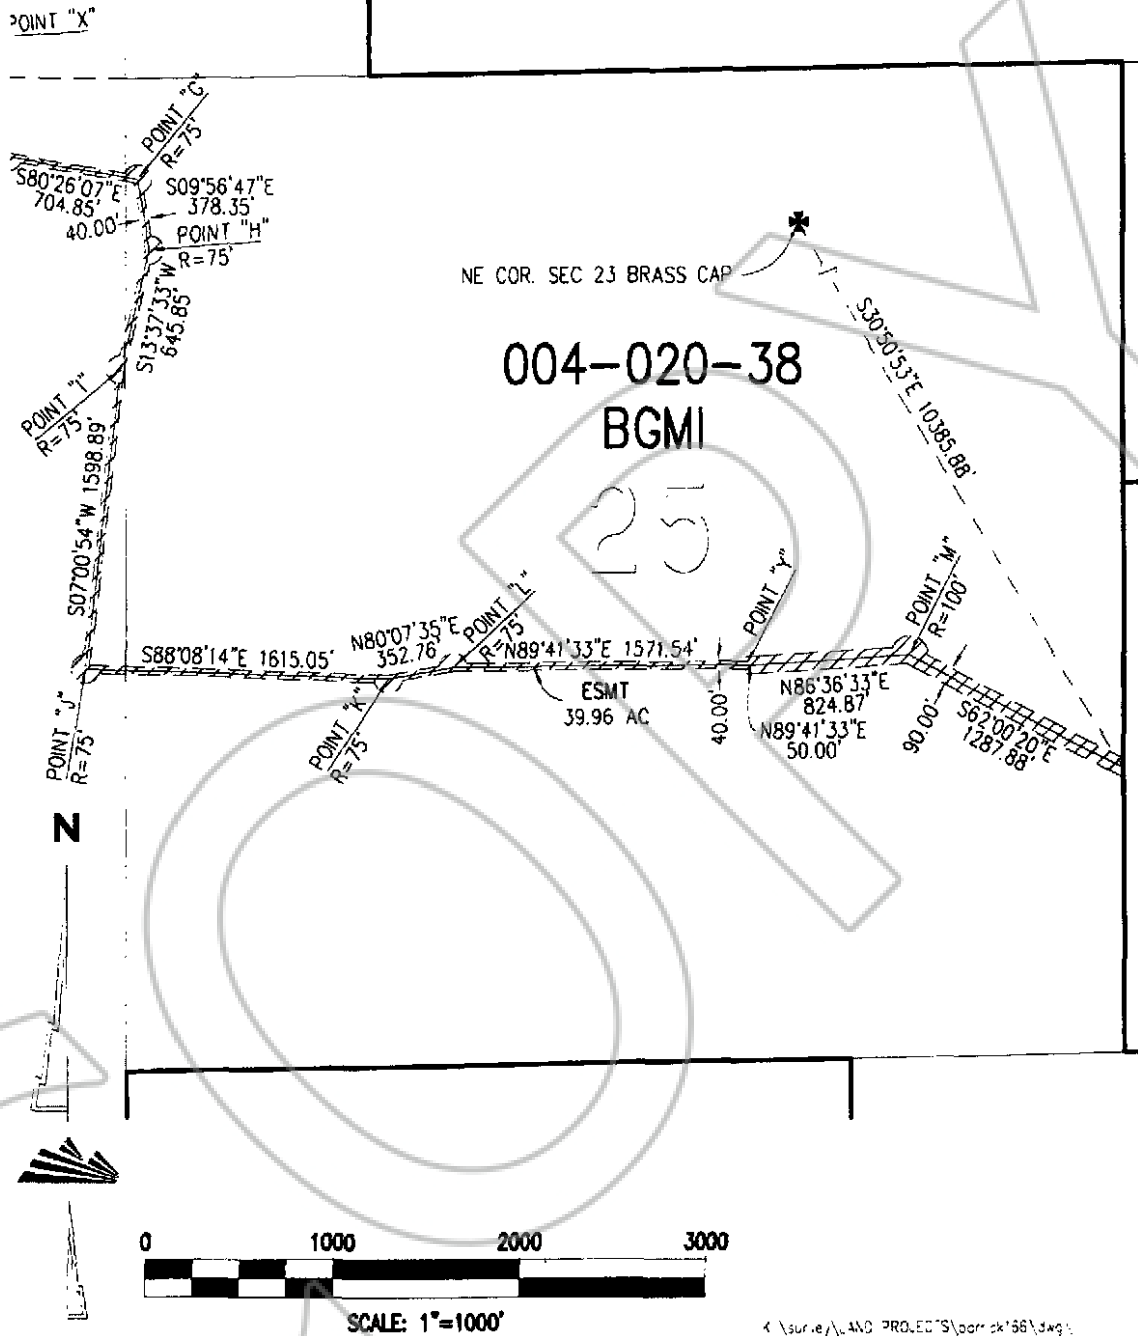 POINT "X"
POINT "G"
R=75'
S80°26'07"E
704.85'
S09°56'47"E
378.35'
40.00'
POINT "H"
R=75'
S13°37'33"W
645.85'
NE COR. SEC 23 BRASS CAP
S30°50'53"E 10385.88'
004-020-38
BGMI
25
POINT "I"
R=75'
S07°00'54"W 1598.89'
POINT "Y"
POINT "M"
R=100'
S88°08'14"E 1615.05'
N80°07'35"E
352.76'
POINT "L"
R=75'
N89°41'33"E 1571.54'
ESMT
39.96 AC
40.00'
N86°36'33"E
824.87'
N89°41'33"E
50.00'
90.00'
S62°00'20"E
1287.88'
POINT "J"
R=75'
POINT "K"
R=75'
N
0 1000 2000 3000
SCALE: 1"=1000'
COPY